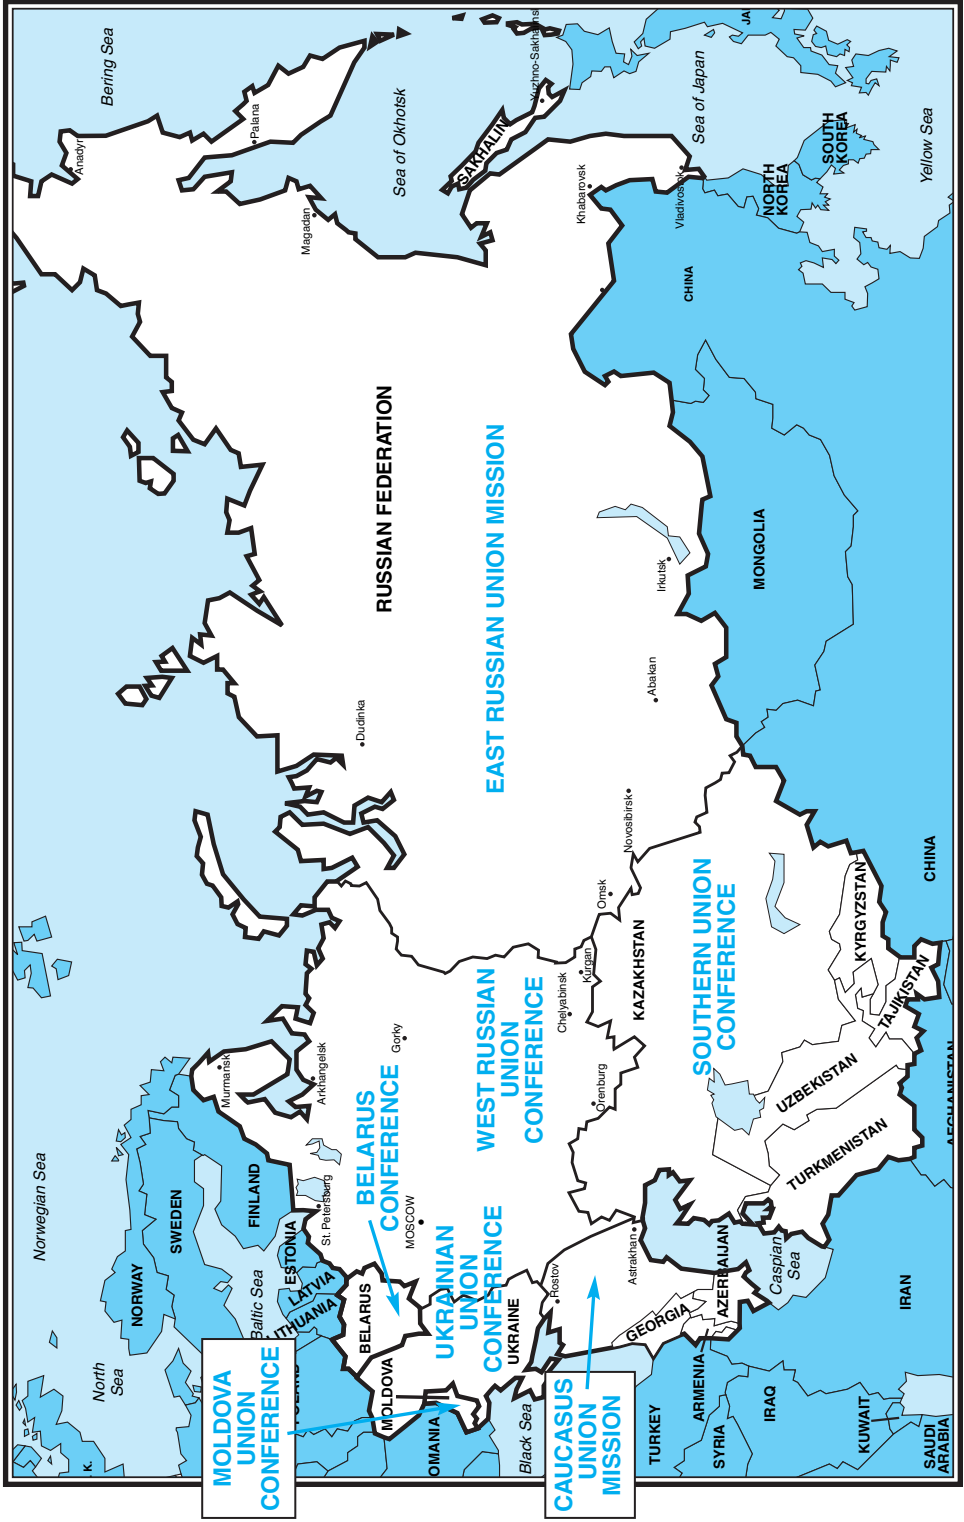 Bering Sea
Anadyr
Palana
Magadan
Sea of Okhotsk
SAKHALIN
Khabarovsk
Vladivostok
Sea of Japan
NORTH
KOREA
SOUTH
KOREA
Yellow Sea
CHINA
RUSSIAN FEDERATION
EAST RUSSIAN UNION MISSION
MONGOLIA
Irkutsk
Abakan
Dudinka
Novosibirsk
Omsk
Kurgan
Chelyabinsk
Orenburg
KAZAKHSTAN
SOUTHERN UNION
CONFERENCE
KYRGYZSTAN
TAJIKISTAN
UZBEKISTAN
TURKMENISTAN
CHINA
AFGHANISTAN
IRAN
Murmansk
Arkhangelsk
Gorky
WEST RUSSIAN
UNION
CONFERENCE
BELARUS
CONFERENCE
St. Petersburg
MOSCOW
UKRAINIAN
UNION
CONFERENCE
UKRAINE
BELARUS
MOLDOVA
Rostov
Astrakhan
GEORGIA
AZERBAIJAN
ARMENIA
Caspian
Sea
Norwegian Sea
NORWAY
SWEDEN
FINLAND
ESTONIA
LATVIA
LITHUANIA
Baltic Sea
North
Sea
MOLDOVA
UNION
CONFERENCE
OMANIA
Black Sea
CAUCASUS
UNION
MISSION
TURKEY
SYRIA
IRAQ
KUWAIT
SAUDI
ARABIA
K.